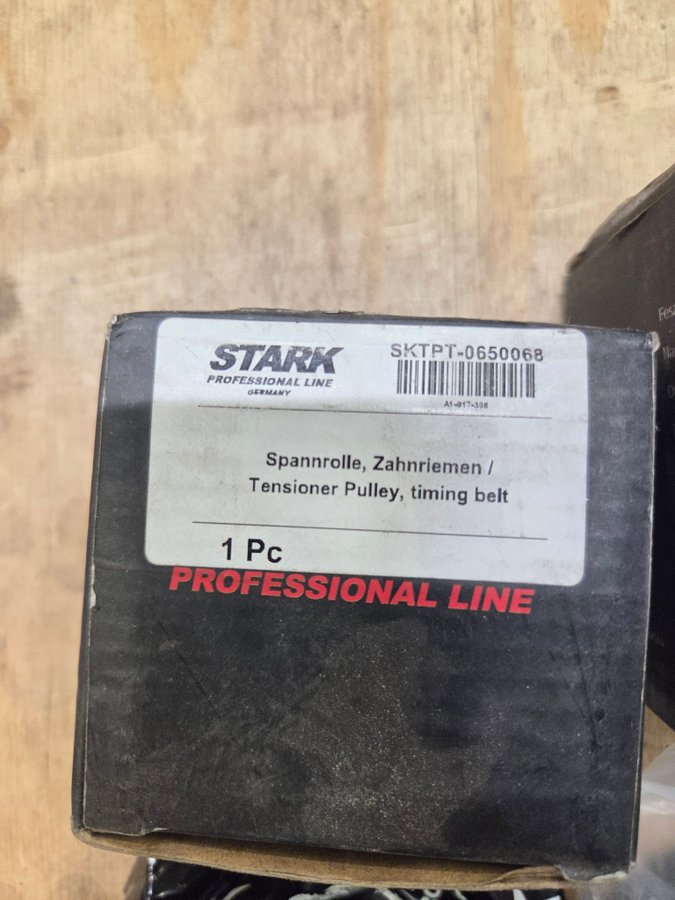 STARK
PROFESSIONAL LINE
GERMANY
SKTPT-0650068
Spannrolle, Zahnriemen /
Tensioner Pulley, timing belt
1 Pc
PROFESSIONAL LINE